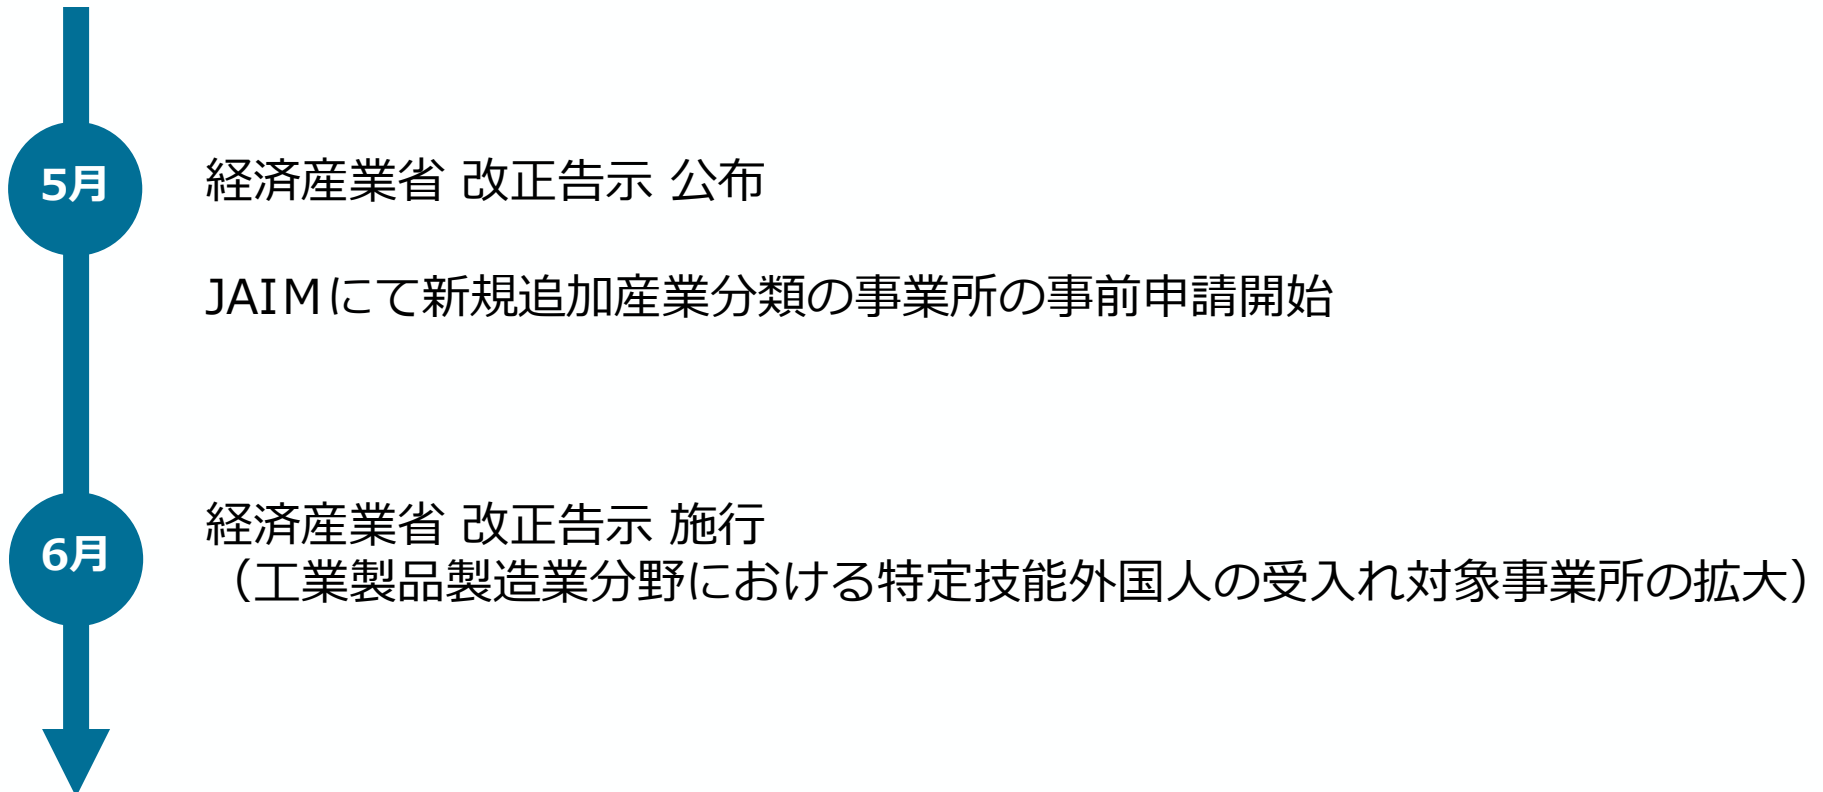 5月
経済産業省 改正告示 公布
JAIMにて新規追加産業分類の事業所の事前申請開始
6月
経済産業省 改正告示 施行
（工業製品製造業分野における特定技能外国人の受入れ対象事業所の拡大）